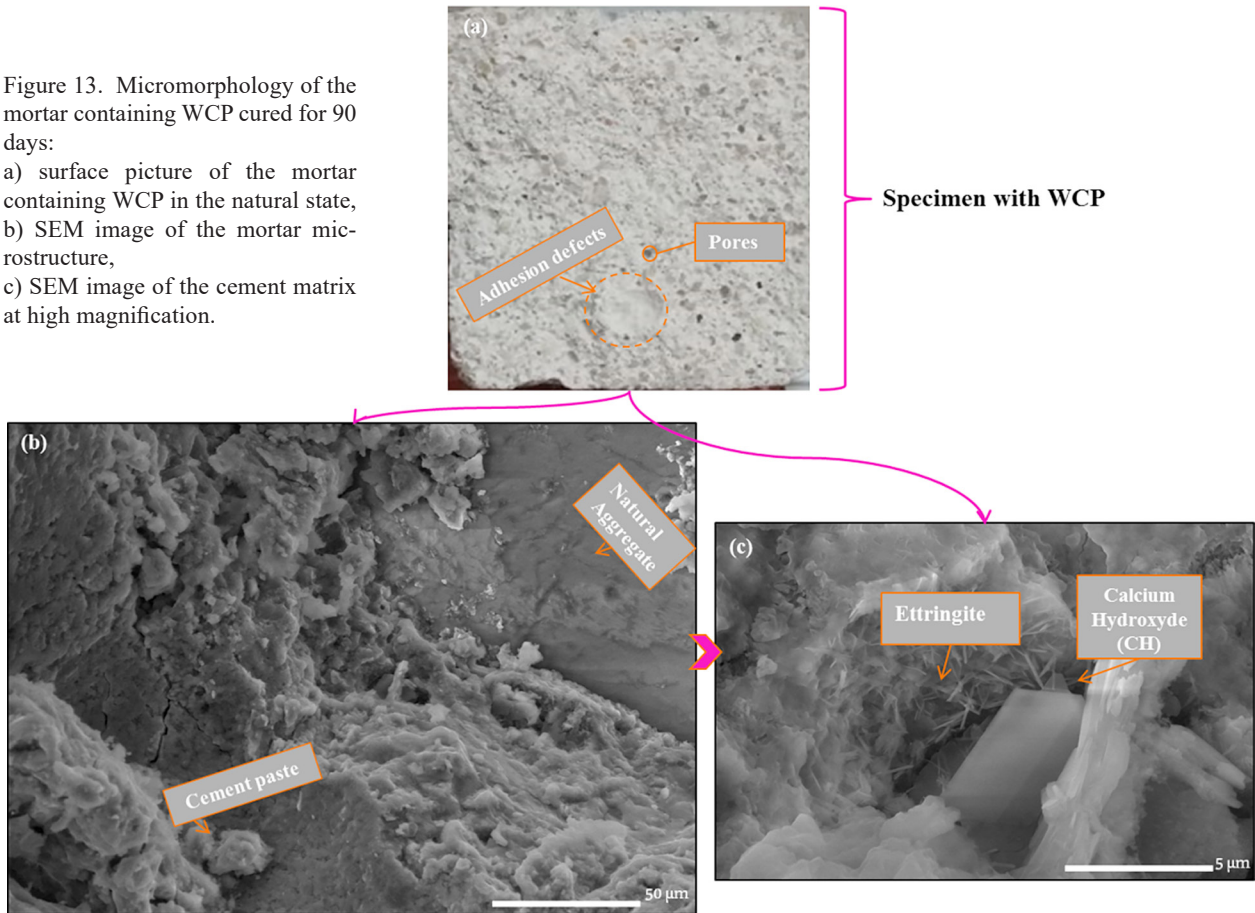 Figure 13. Micromorphology of the
mortar containing WCP cured for 90
days:
a) surface picture of the mortar
containing WCP in the natural state,
b) SEM image of the mortar mic-
rostructure,
c) SEM image of the cement matrix
at high magnification.
(a)
Adhesion defects
Pores
Specimen with WCP
(b)
Natural
Aggregate
Cement paste
50 µm
(c)
Ettringite
Calcium
Hydroxyde
(CH)
5 µm